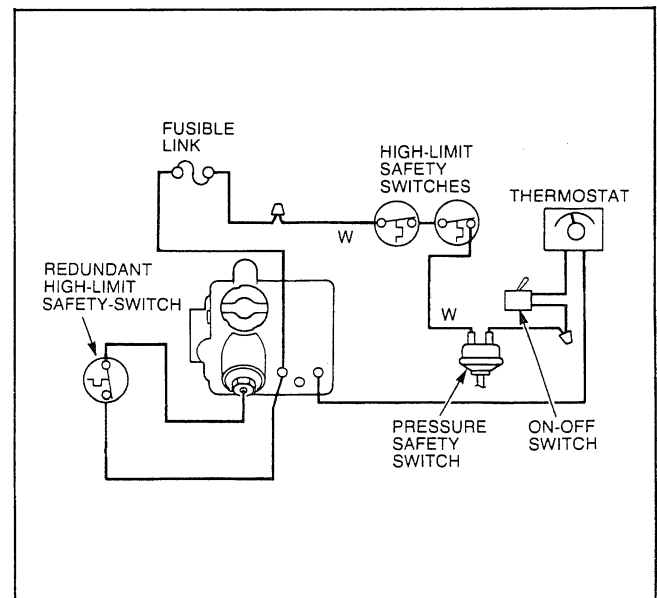 FUSIBLE
LINK
HIGH-LIMIT
SAFETY
SWITCHES
THERMOSTAT
W
REDUNDANT
HIGH-LIMIT
SAFETY-SWITCH
W
PRESSURE
SAFETY
SWITCH
ON-OFF
SWITCH